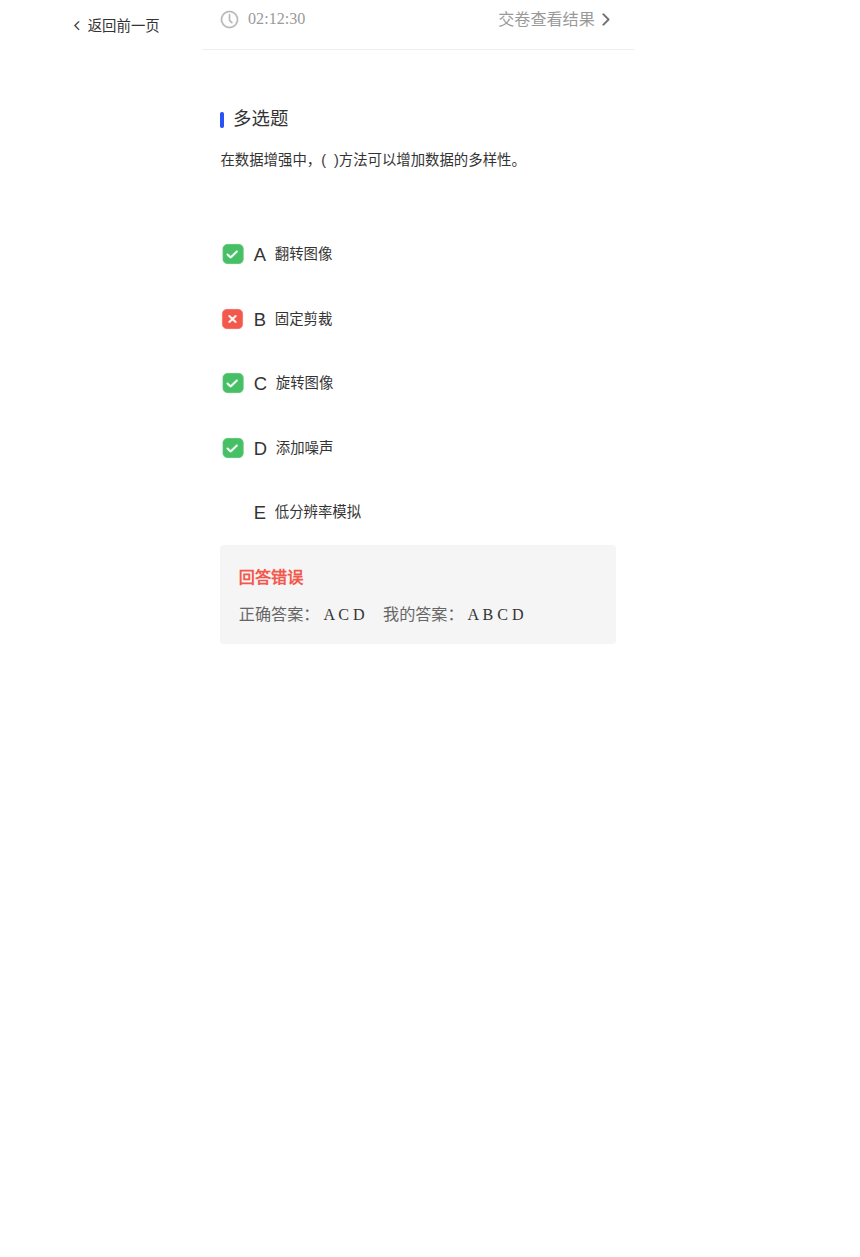 返回前一页
02:12:30 交卷查看结果
多选题
在数据增强中，( )方法可以增加数据的多样性。
A 翻转图像
B 固定剪裁
C 旋转图像
D 添加噪声
E 低分辨率模拟
回答错误
正确答案： A C D 我的答案： A B C D